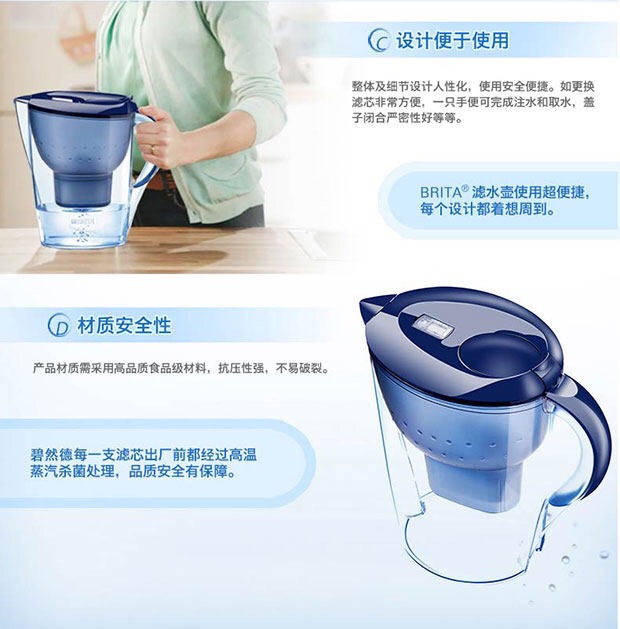 C 设计便于使用
整体及细节设计人性化，使用安全便捷。如更换
滤芯非常方便，一只手便可完成注水和取水，盖
子闭合严密性好等等。
BRITA
BRITA® 滤水壶使用超便捷，
每个设计都着想周到。
D 材质安全性
产品材质需采用高品质食品级材料，抗压性强，不易破裂。
碧然德每一支滤芯出厂前都经过高温
蒸汽杀菌处理，品质安全有保障。